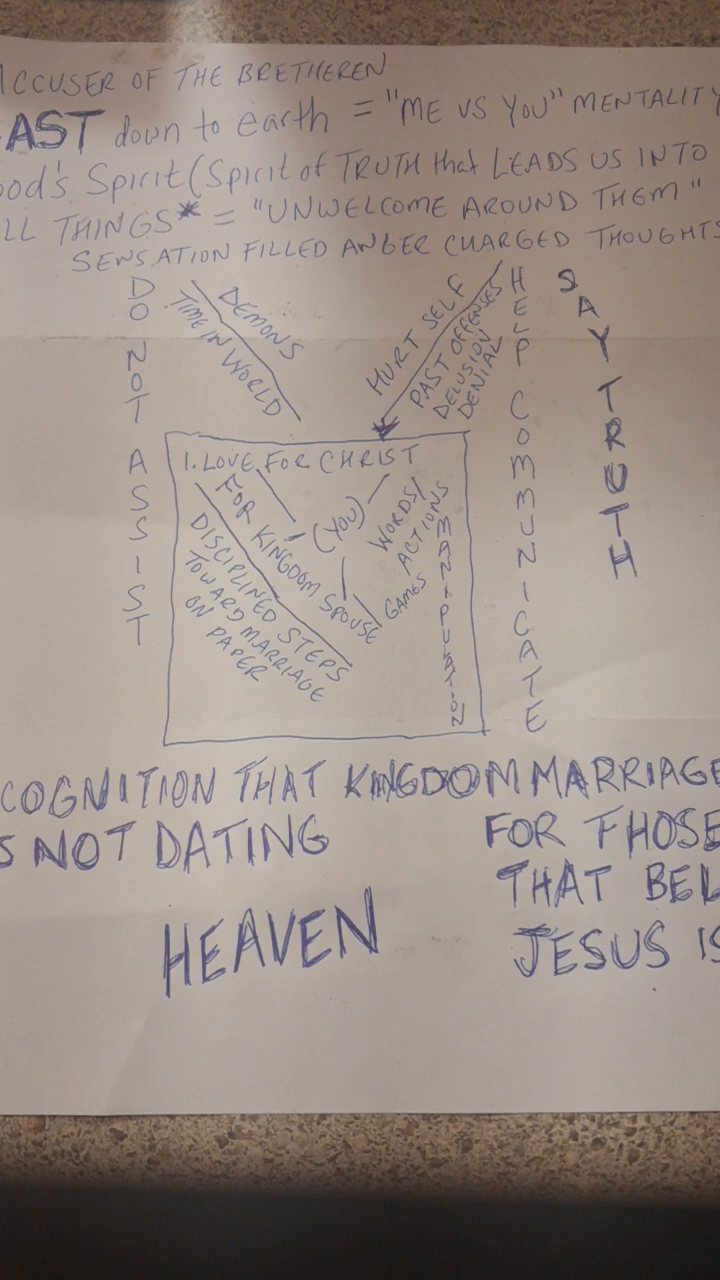 ACCUSER OF THE BRETHEREN
AST down to earth = "ME VS YOU" MENTALITY
ood's Spirit (Spirit of TRUTH that LEADS US INTO
LL THINGS* = "UNWELCOME AROUND THEM"
SENSATION FILLED ANGER CHARGED THOUGHTS
DO NOT ASSIST
DEMONS
TIME IN WORLD
HURT SELF
PAST OFFENSES
DELUSION,
DENIAL
HELP COMMUNICATE
SAY TRUTH
1. LOVE FOR CHRIST
FOR KINGDOM SPOUSE
(YOU)
WORDS/
ACTIONS
GAMES
MANIPULATION
DISCIPLINED STEPS
TOWARD MARRIAGE
ON PAPER
COGNITION THAT KINGDOM MARRIAGE
S NOT DATING
FOR THOSE
THAT BEL
JESUS IS
HEAVEN